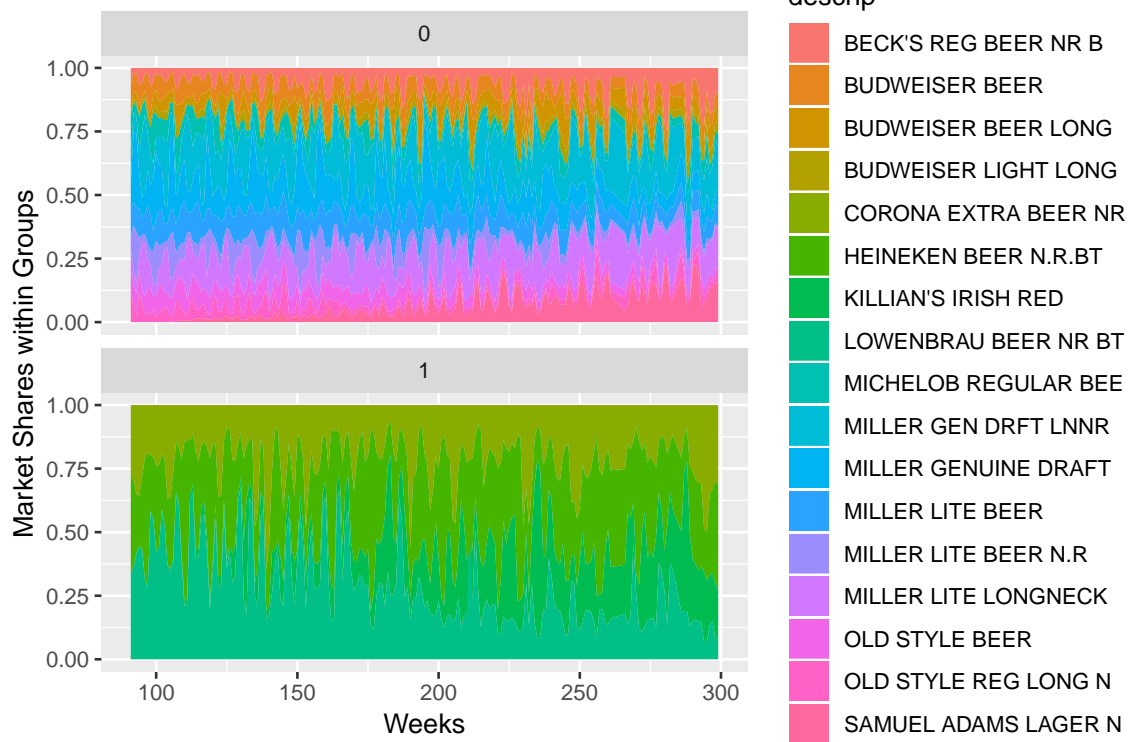 descrip
0
1.00
0.75
0.50
0.25
0.00
1
1.00
0.75
0.50
0.25
0.00
100
150
200
250
300
Weeks
Market Shares within Groups
BECK'S REG BEER NR B
BUDWEISER BEER
BUDWEISER BEER LONG
BUDWEISER LIGHT LONG
CORONA EXTRA BEER NR
HEINEKEN BEER N.R.BT
KILLIAN'S IRISH RED
LOWENBRAU BEER NR BT
MICHELOB REGULAR BEE
MILLER GEN DRFT LNNR
MILLER GENUINE DRAFT
MILLER LITE BEER
MILLER LITE BEER N.R
MILLER LITE LONGNECK
OLD STYLE BEER
OLD STYLE REG LONG N
SAMUEL ADAMS LAGER N